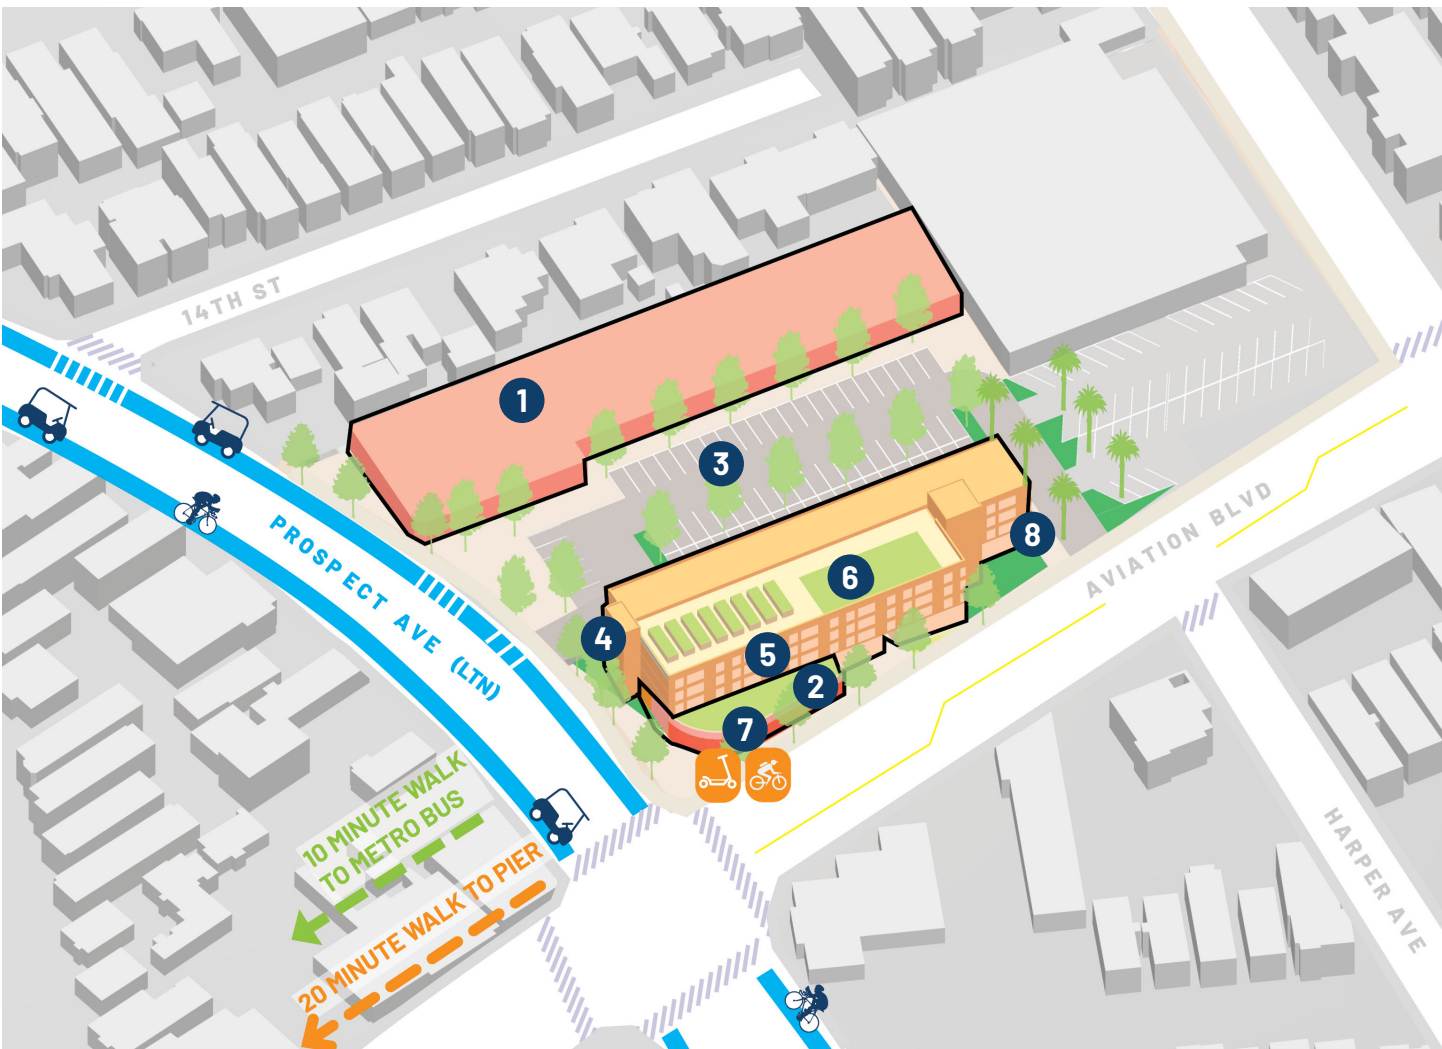 14TH ST
1
3
8
6
4
5
2
7
PROSPECT AVE (LTN)
AVIATION BLVD
10 MINUTE WALK
TO METRO BUS
20 MINUTE WALK TO PIER
HARPER AVE